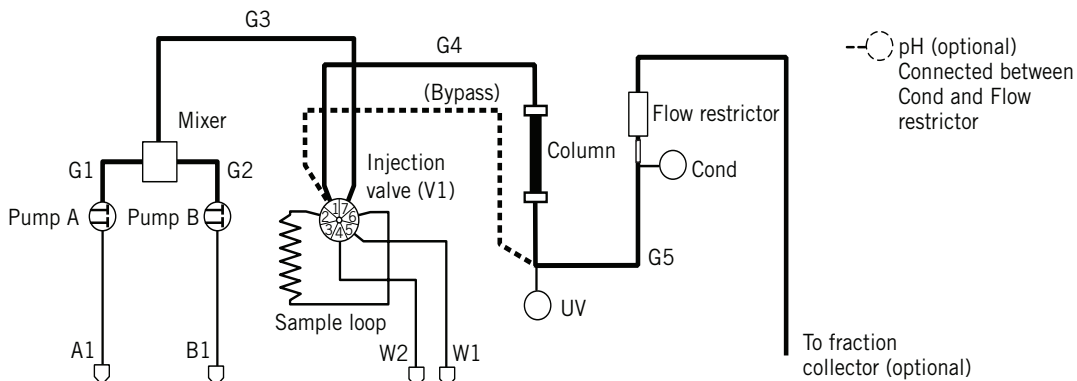 G3
G4
pH (optional)
Connected between
Cond and Flow
restrictor
(Bypass)
Mixer
Flow restrictor
G1
G2
Injection
valve (V1)
Column
Cond
Pump A
Pump B
1
7
2
6
3
4
5
G5
UV
Sample loop
A1
B1
W2
W1
To fraction
collector (optional)